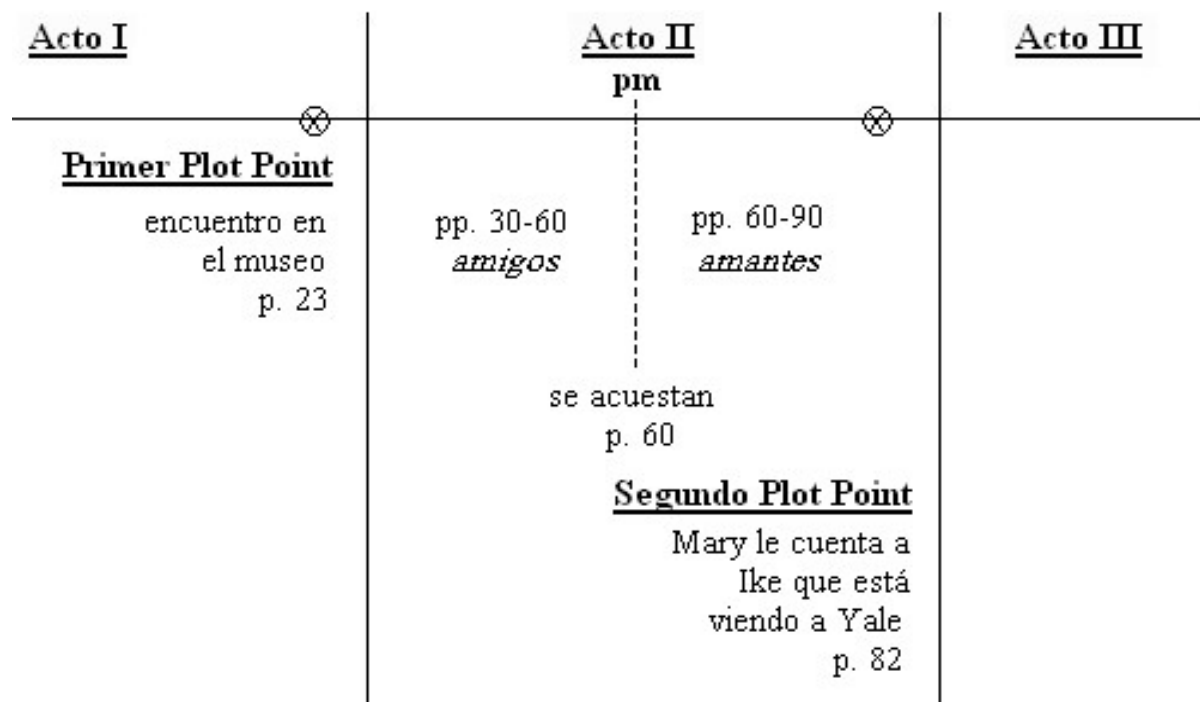 Acto I
Acto II
Acto III
pm
Primer Plot Point
encuentro en
el museo
p. 23
pp. 30-60
amigos
pp. 60-90
amantes
se acuestan
p. 60
Segundo Plot Point
Mary le cuenta a
Ike que está
viendo a Yale
p. 82